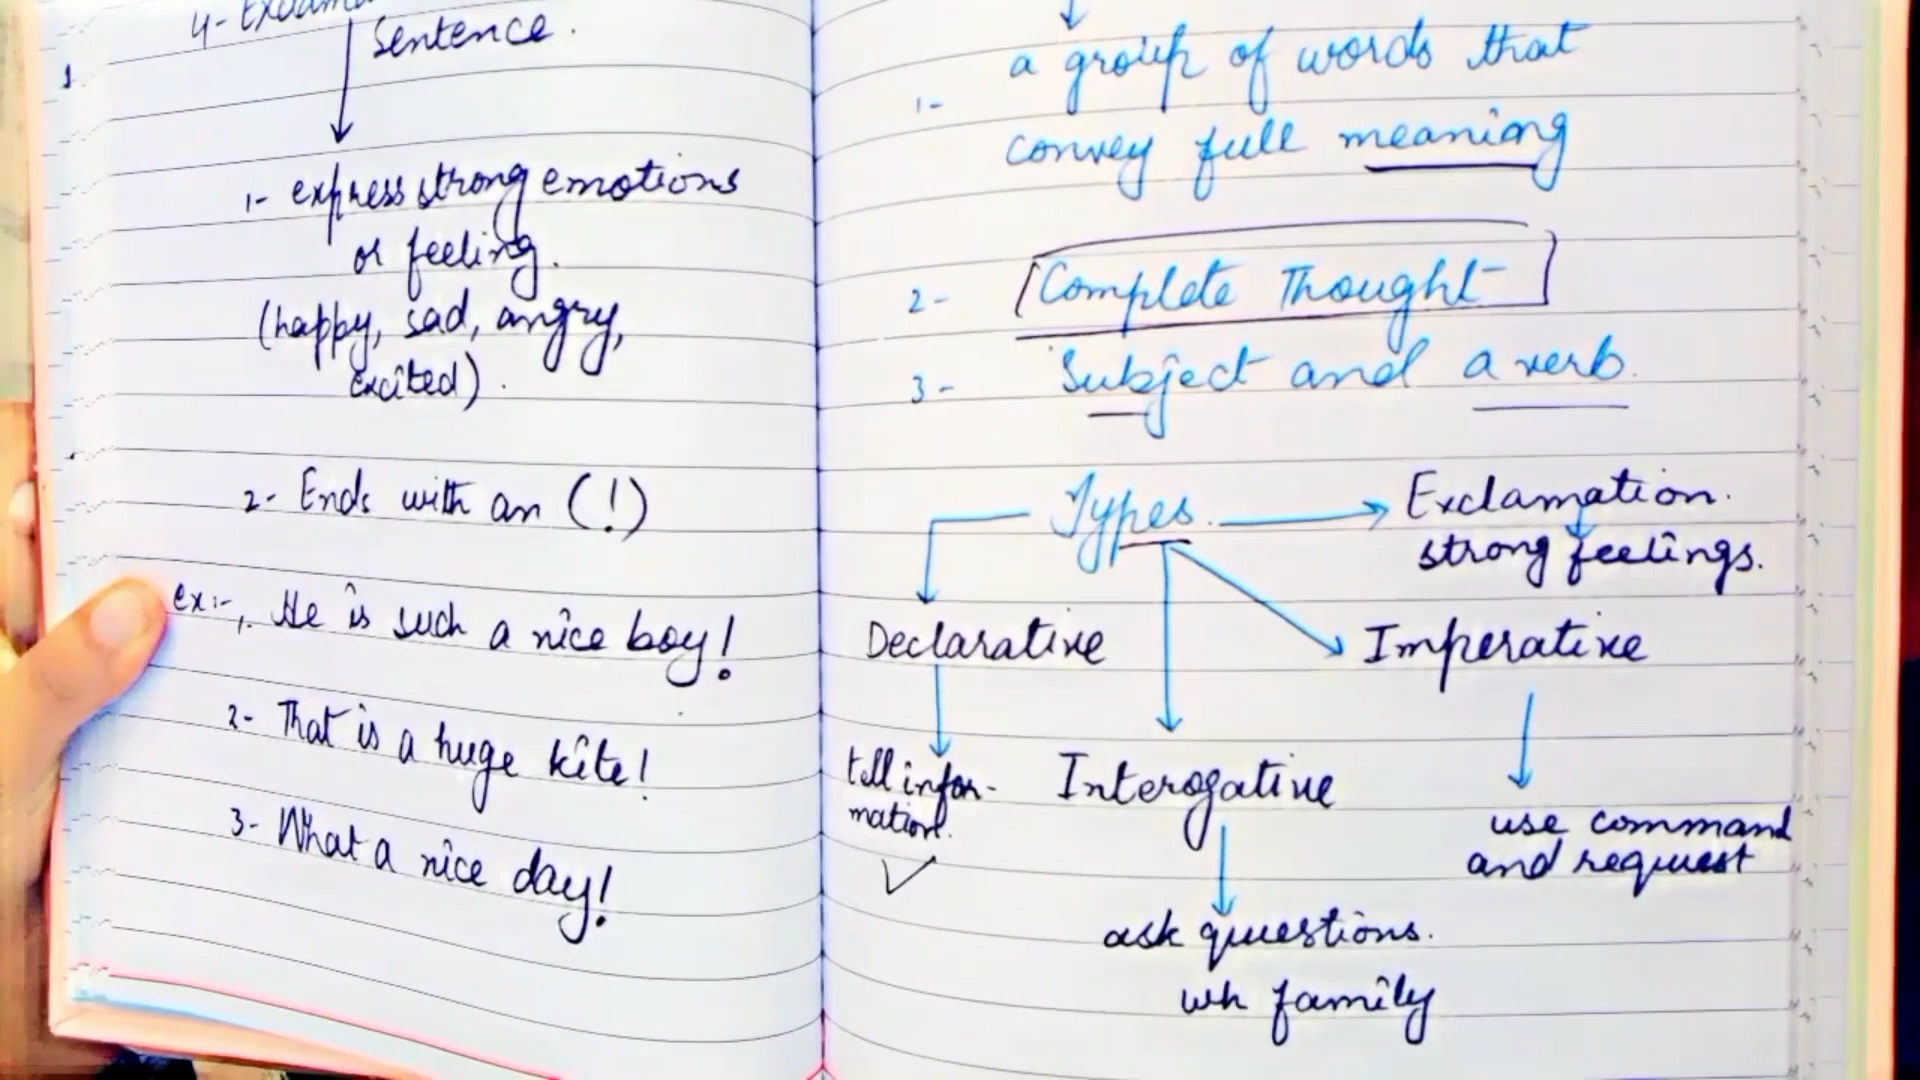 4-
Sentence.
1- express strong emotions
or feeling.
(happy, sad, angry,
excited).
2- Ends with an (!)
ex:- 1. He is such a nice boy!
2- That is a huge kite!
3- What a nice day!
1- a group of words that
convey full meaning
2- Complete Thought
3- Subject and a verb.
Types.
Exclamation.
strong feelings.
Declarative
Imperative
tell infor-
mation.
Interogative
use command
and request
ask questions.
wh family